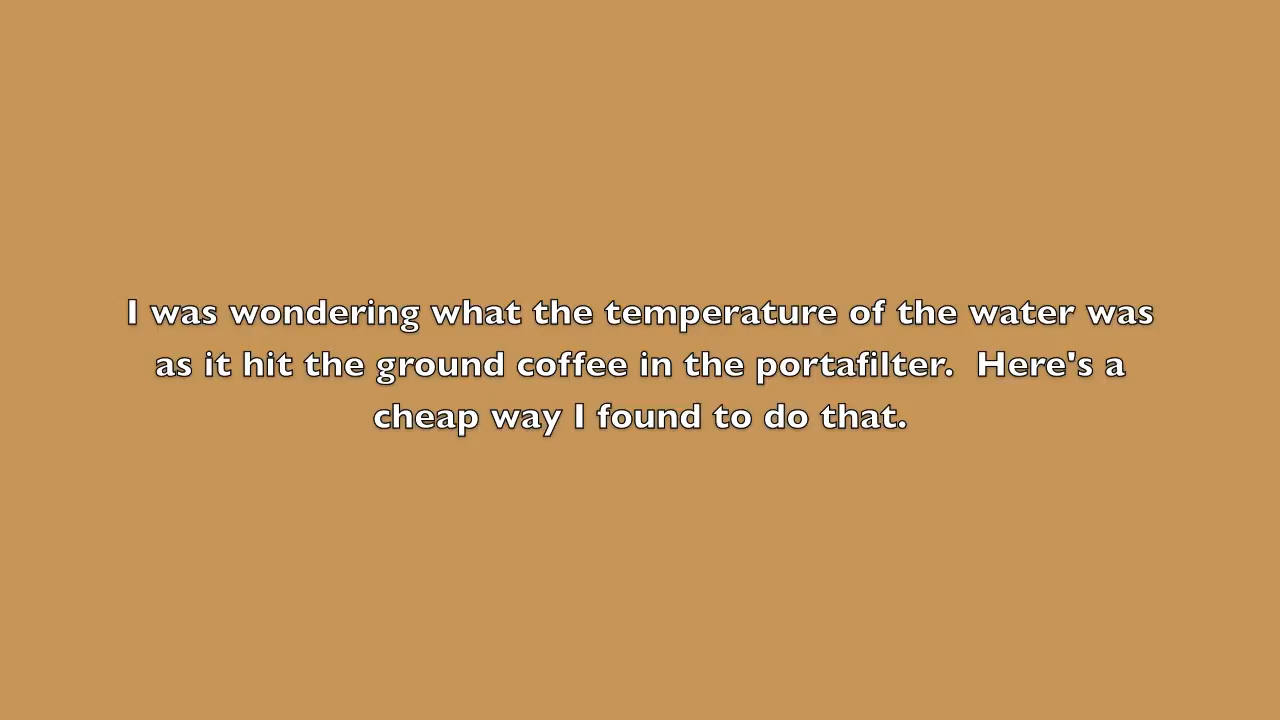 I was wondering what the temperature of the water was
as it hit the ground coffee in the portafilter.  Here's a
cheap way I found to do that.